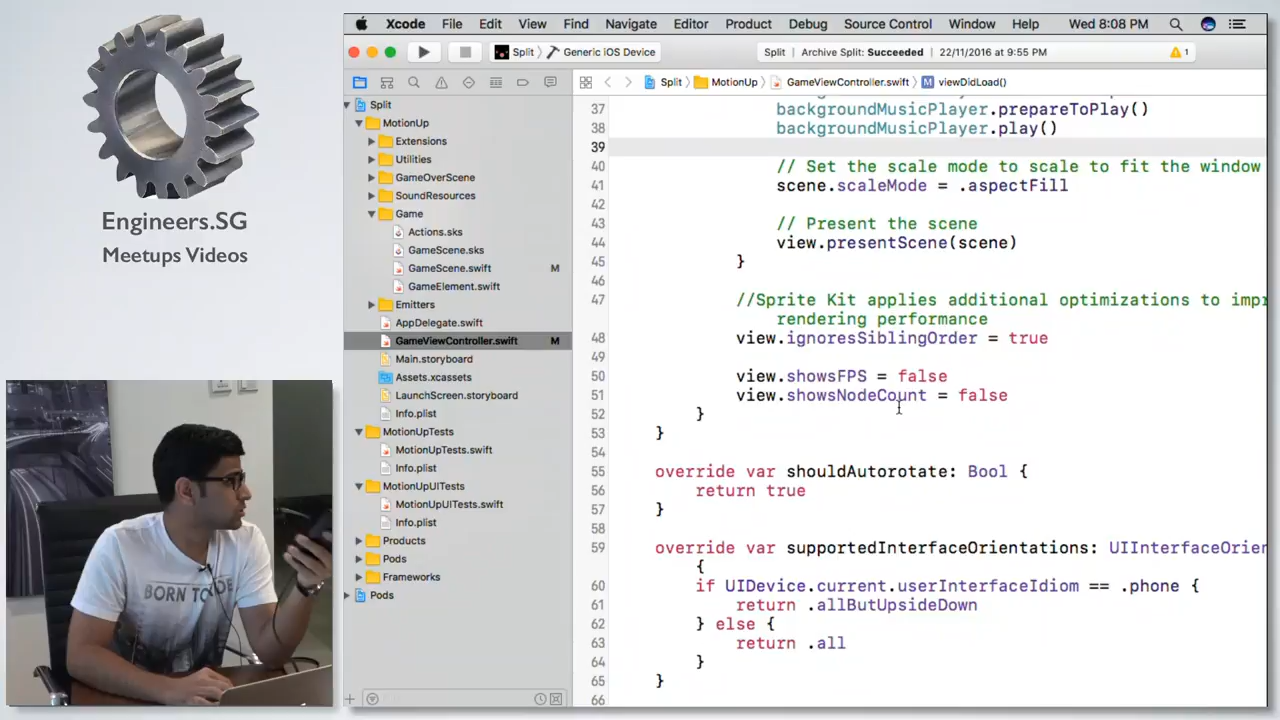 Engineers.SG
Meetups Videos
BORN TO
Xcode File Edit View Find Navigate Editor Product Debug Source Control Window Help Wed 8:08 PM
Split Generic iOS Device
Split Archive Split: Succeeded 22/11/2016 at 9:55 PM 1
Split MotionUp GameViewController.swift M viewDidLoad()
Split
MotionUp
Extensions
Utilities
GameOverScene
SoundResources
Game
Actions.sks
GameScene.sks
GameScene.swift M
GameElement.swift
Emitters
AppDelegate.swift
GameViewController.swift M
Main.storyboard
Assets.xcassets
LaunchScreen.storyboard
Info.plist
MotionUpTests
MotionUpTests.swift
Info.plist
MotionUpUITests
MotionUpUITests.swift
Info.plist
Products
Pods
Frameworks
Pods
37 backgroundMusicPlayer.prepareToPlay()
38 backgroundMusicPlayer.play()
39
40 // Set the scale mode to scale to fit the window
41 scene.scaleMode = .aspectFill
42
43 // Present the scene
44 view.presentScene(scene)
45 }
46
47 //Sprite Kit applies additional optimizations to impr
rendering performance
48 view.ignoresSiblingOrder = true
49
50 view.showsFPS = false
51 view.showsNodeCount = false
52 }
53 }
54
55 override var shouldAutorotate: Bool {
56 return true
57 }
58
59 override var supportedInterfaceOrientations: UIInterfaceOrien
{
60 if UIDevice.current.userInterfaceIdiom == .phone {
61 return .allButUpsideDown
62 } else {
63 return .all
64 }
65 }
66